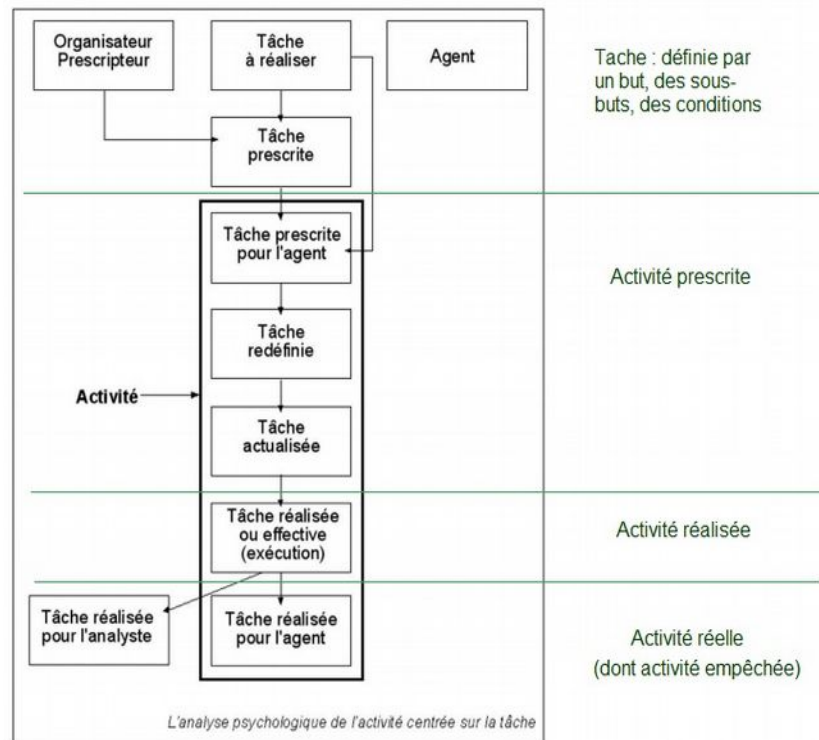 Organisateur
Prescripteur
Tâche
à réaliser
Agent
Tache : définie par
un but, des sous-
buts, des conditions
Tâche
prescrite
Tâche prescrite
pour l'agent
Activité prescrite
Tâche
redéfinie
Activité
Tâche
actualisée
Tâche réalisée
ou effective
(exécution)
Activité réalisée
Tâche réalisée
pour l'analyste
Tâche réalisée
pour l'agent
Activité réelle
(dont activité empêchée)
L'analyse psychologique de l'activité centrée sur la tâche